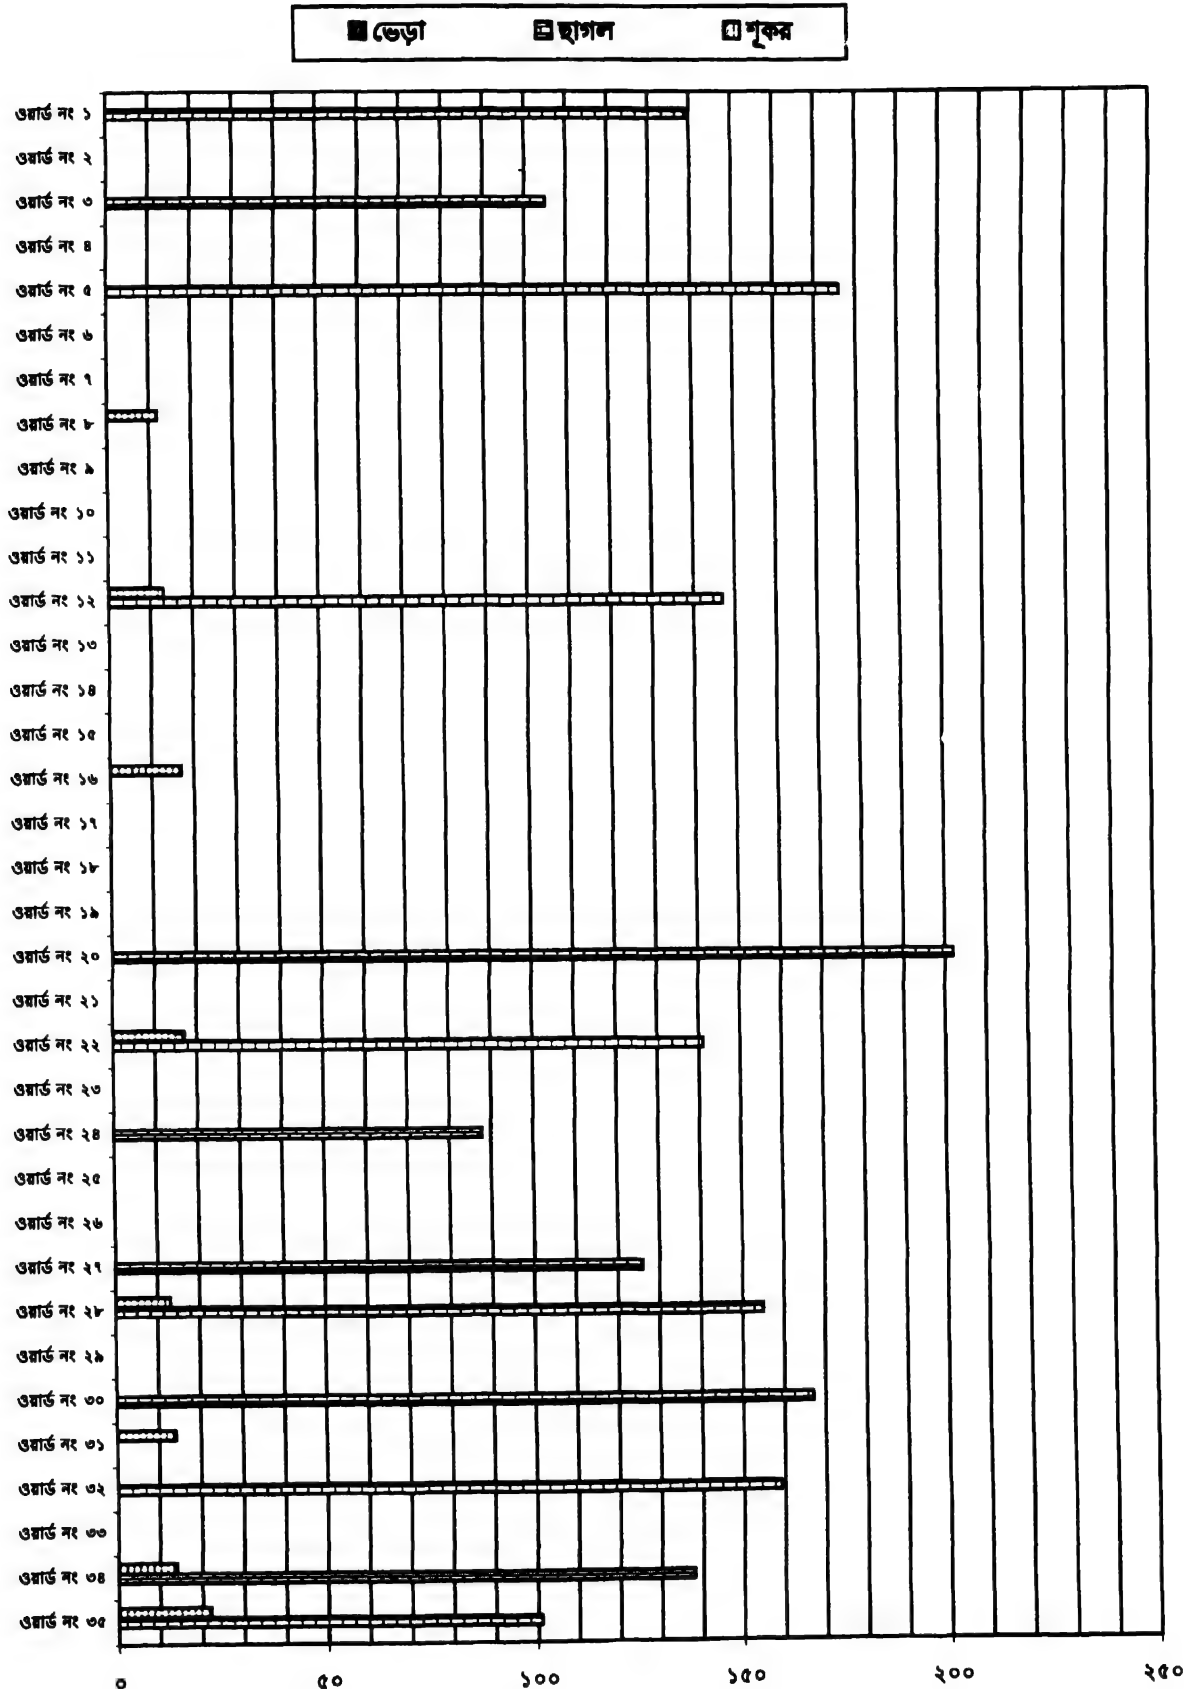 ভেড়া ছাগল শূকর
ওয়ার্ড নং ১
ওয়ার্ড নং ২
ওয়ার্ড নং ৩
ওয়ার্ড নং ৪
ওয়ার্ড নং ৫
ওয়ার্ড নং ৬
ওয়ার্ড নং ৭
ওয়ার্ড নং ৮
ওয়ার্ড নং ৯
ওয়ার্ড নং ১০
ওয়ার্ড নং ১১
ওয়ার্ড নং ১২
ওয়ার্ড নং ১৩
ওয়ার্ড নং ১৪
ওয়ার্ড নং ১৫
ওয়ার্ড নং ১৬
ওয়ার্ড নং ১৭
ওয়ার্ড নং ১৮
ওয়ার্ড নং ১৯
ওয়ার্ড নং ২০
ওয়ার্ড নং ২১
ওয়ার্ড নং ২২
ওয়ার্ড নং ২৩
ওয়ার্ড নং ২৪
ওয়ার্ড নং ২৫
ওয়ার্ড নং ২৬
ওয়ার্ড নং ২৭
ওয়ার্ড নং ২৮
ওয়ার্ড নং ২৯
ওয়ার্ড নং ৩০
ওয়ার্ড নং ৩১
ওয়ার্ড নং ৩২
ওয়ার্ড নং ৩৩
ওয়ার্ড নং ৩৪
ওয়ার্ড নং ৩৫
০ ৫০ ১০০ ১৫০ ২০০ ২৫০